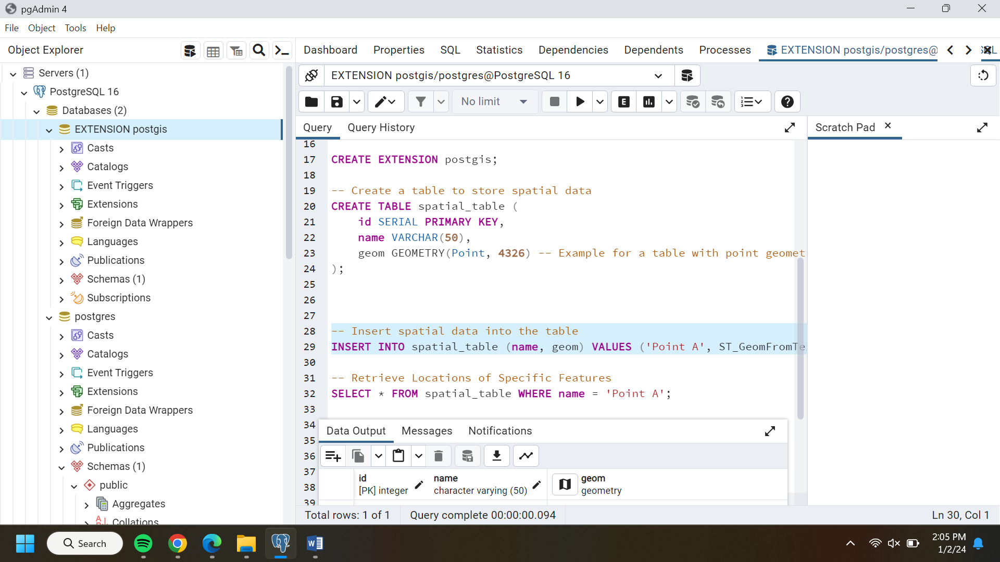 pgAdmin 4
File Object Tools Help
Object Explorer
Dashboard Properties SQL Statistics Dependencies Dependents Processes EXTENSION postgis/postgres@
Servers (1)
PostgreSQL 16
Databases (2)
EXTENSION postgis
Casts
Catalogs
Event Triggers
Extensions
Foreign Data Wrappers
Languages
Publications
Schemas (1)
Subscriptions
postgres
Casts
Catalogs
Event Triggers
Extensions
Foreign Data Wrappers
Languages
Publications
Schemas (1)
public
Aggregates
Collations
EXTENSION postgis/postgres@PostgreSQL 16
No limit
E
Query Query History
Scratch Pad
16
17 CREATE EXTENSION postgis;
18
19 -- Create a table to store spatial data
20 CREATE TABLE spatial_table (
21 id SERIAL PRIMARY KEY,
22 name VARCHAR(50),
23 geom GEOMETRY(Point, 4326) -- Example for a table with point geomet
24 );
25
26
27
28 -- Insert spatial data into the table
29 INSERT INTO spatial_table (name, geom) VALUES ('Point A', ST_GeomFromTe
30
31 -- Retrieve Locations of Specific Features
32 SELECT * FROM spatial_table WHERE name = 'Point A';
33
34
35
36
37
38
39
Data Output Messages Notifications
id
[PK] integer
name
character varying (50)
geom
geometry
Total rows: 1 of 1 Query complete 00:00:00.094 Ln 30, Col 1
Search
W
2:05 PM
1/2/24